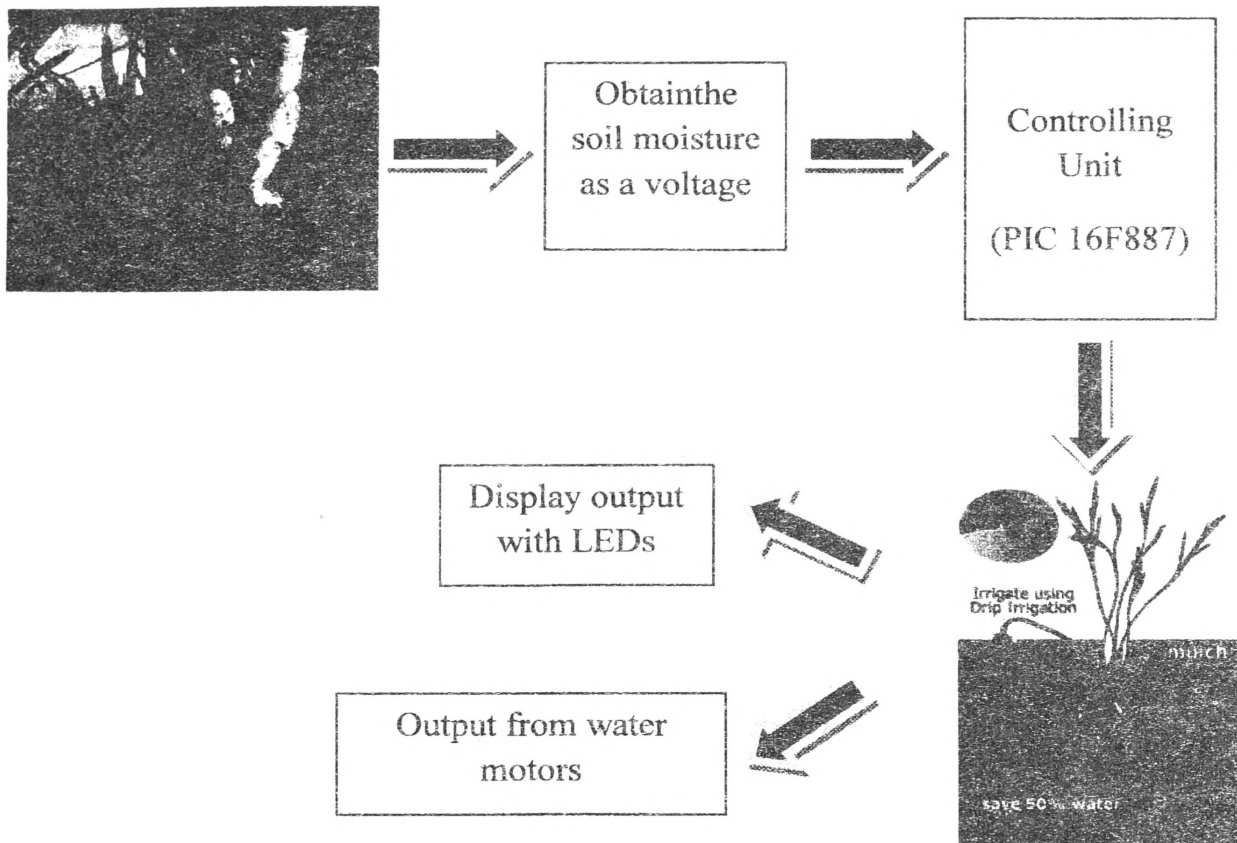 Obtainthe
soil moisture
as a voltage
Controlling
Unit
(PIC 16F887)
Display output
with LEDs
Irrigate using
Drip Irrigation
mulch
Output from water
motors
save 50% water